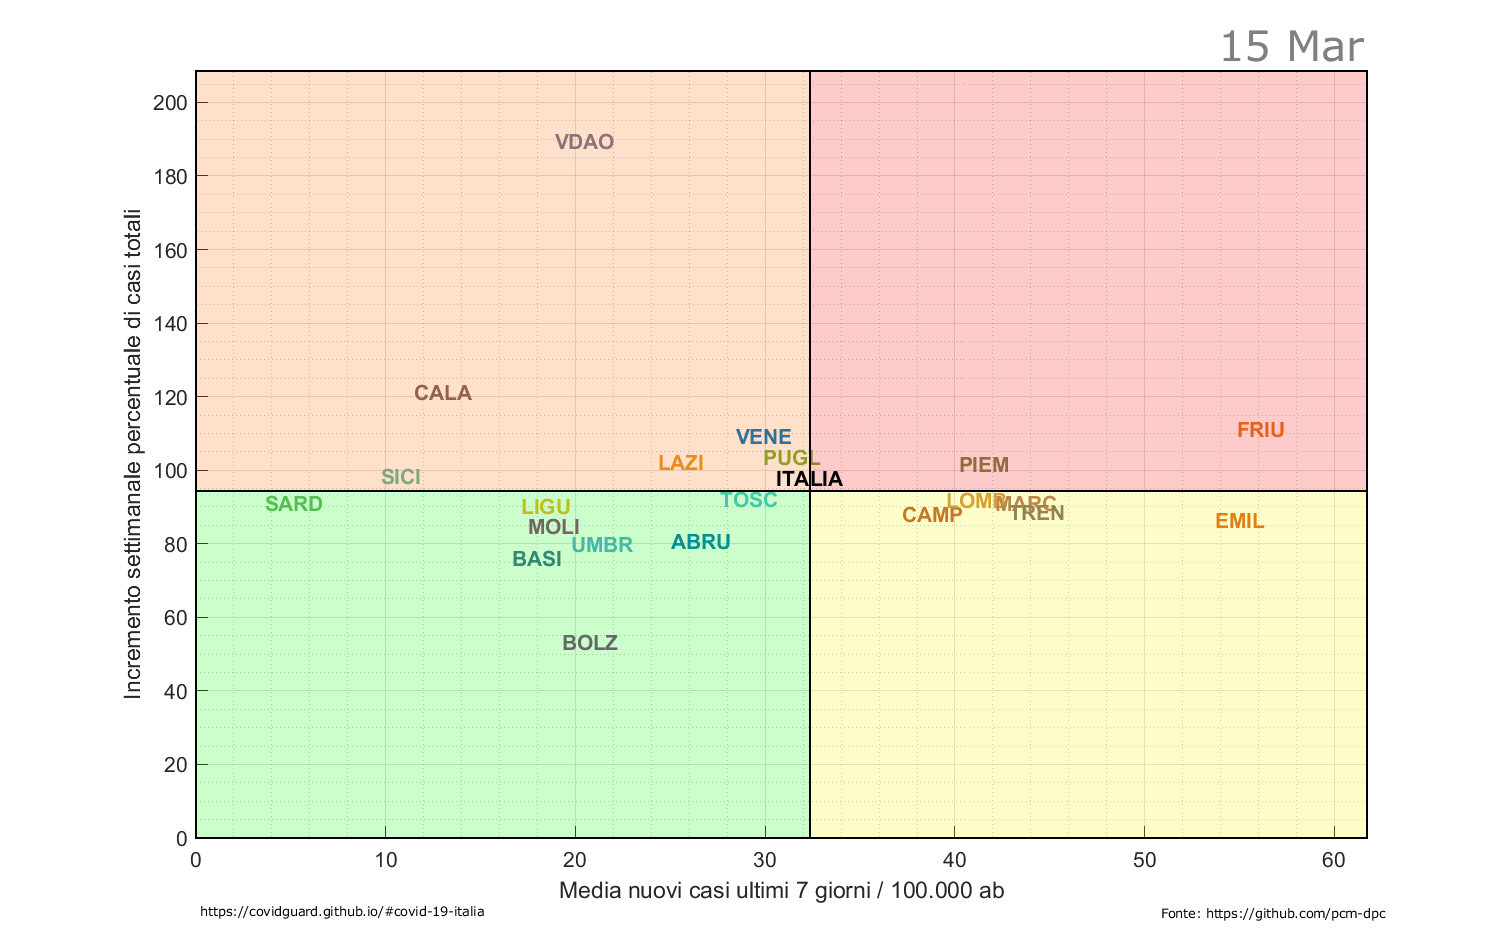 15 Mar
200
180
160
140
120
100
80
60
40
20
0
Incremento settimanale percentuale di casi totali
VDAO
CALA
FRIU
VENE
PUGL
LAZI
PIEM
SICI
ITALIA
SARD
LIGU
TOSC
LOMB
MARC
TREN
CAMP
EMIL
MOLI
UMBR
ABRU
BASI
BOLZ
0 10 20 30 40 50 60
Media nuovi casi ultimi 7 giorni / 100.000 ab
https://covidguard.github.io/#covid-19-italia
Fonte: https://github.com/pcm-dpc